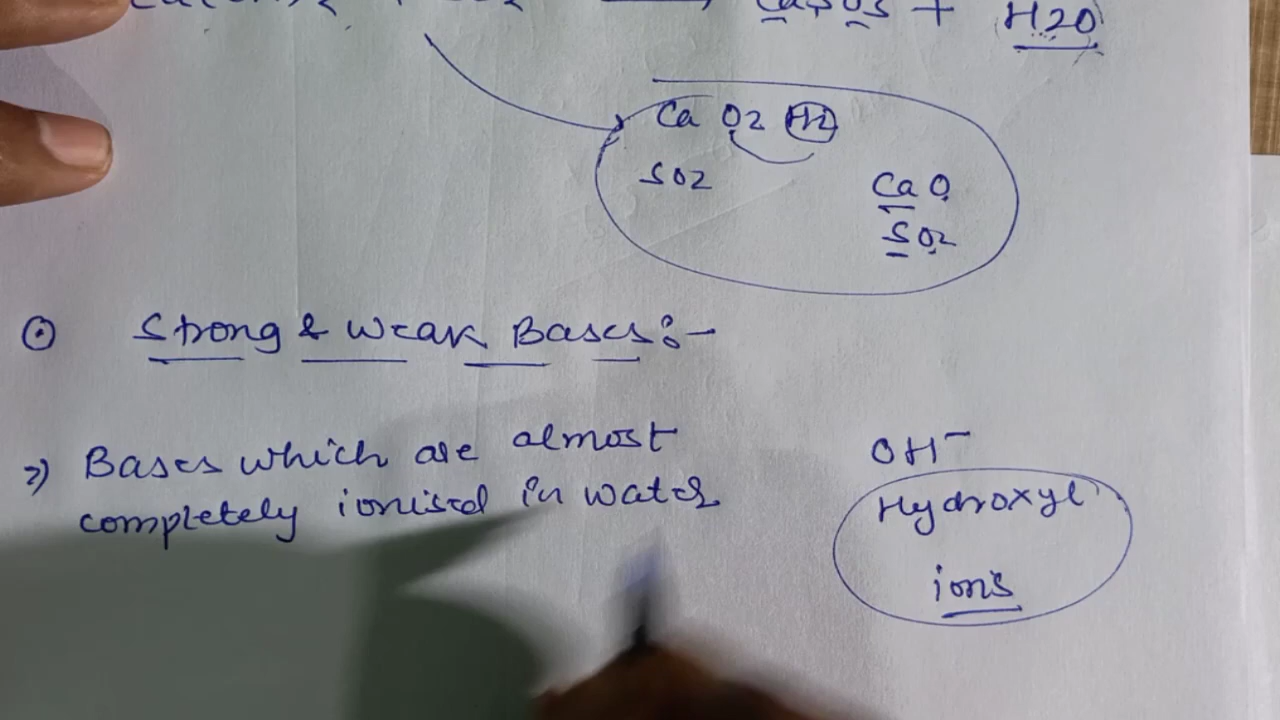 + H2O
Ca O2 H2
SO2
CaO
SO2
Strong & Weak Bases:-
Bases which are almost
completely ionised in water
OH⁻
Hydroxyl
ions